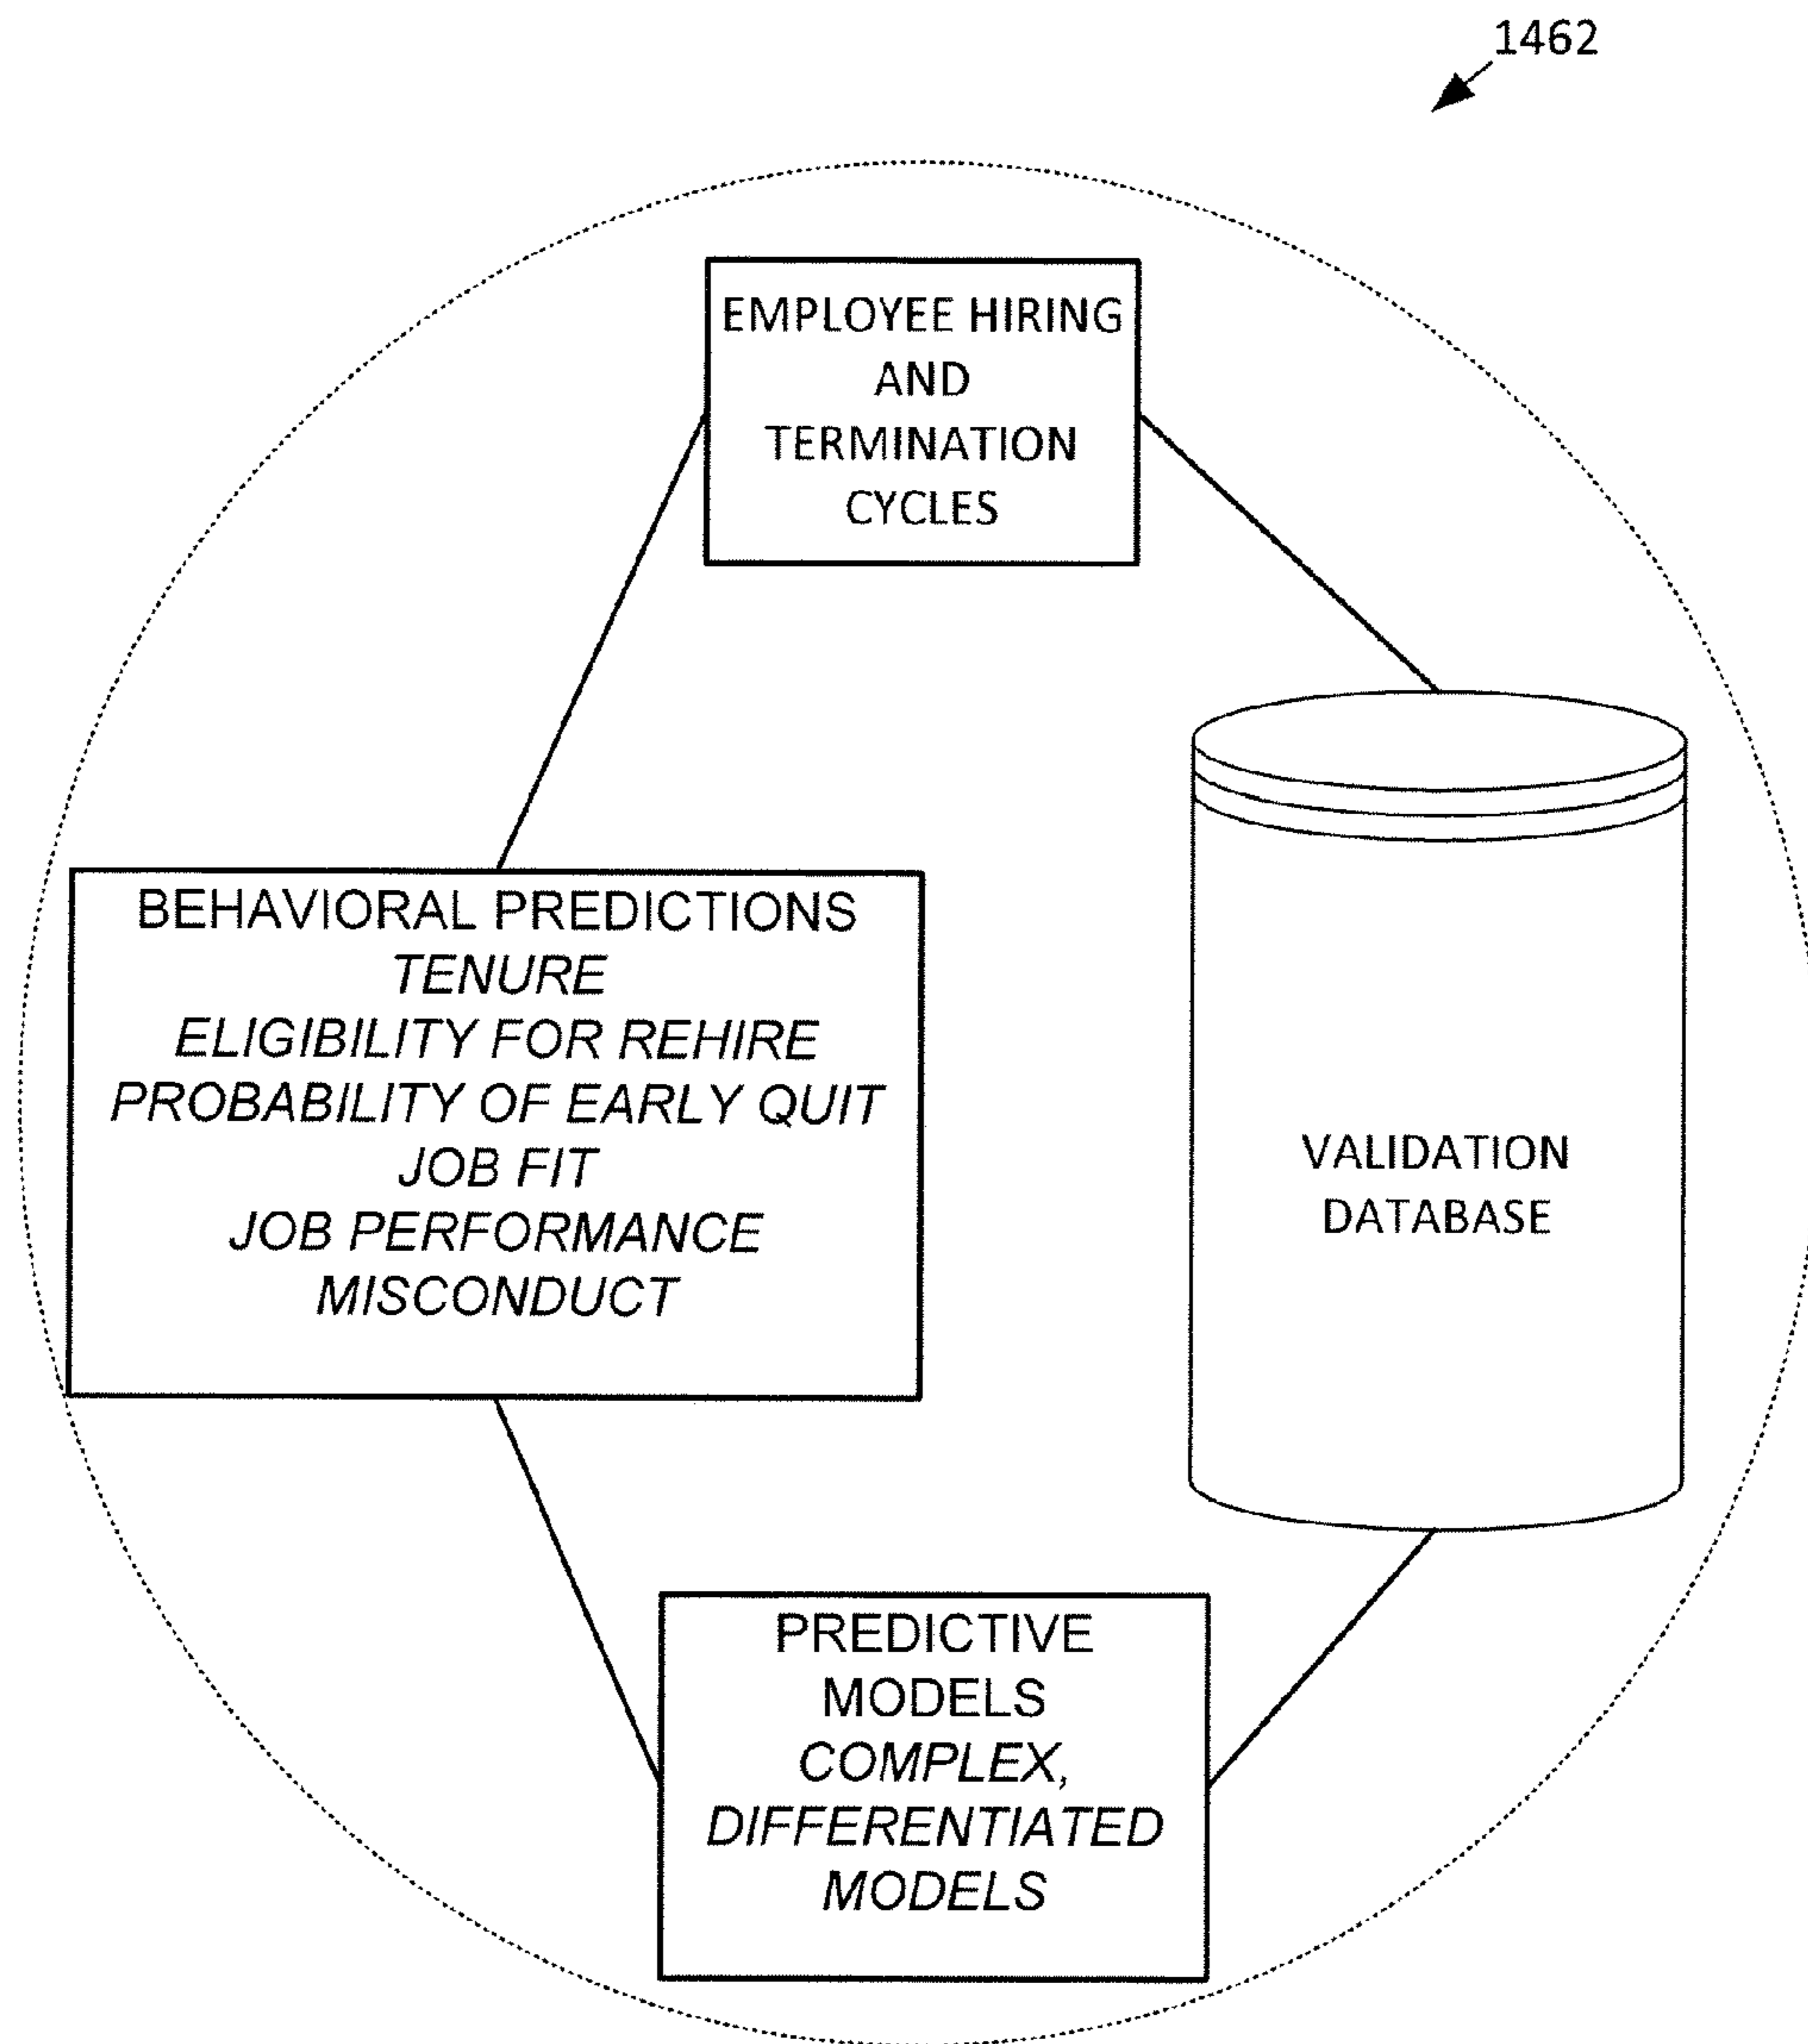 1462
EMPLOYEE HIRING
AND
TERMINATION
CYCLES
BEHAVIORAL PREDICTIONS
TENURE
ELIGIBILITY FOR REHIRE
PROBABILITY OF EARLY QUIT
JOB FIT
JOB PERFORMANCE
MISCONDUCT
VALIDATION
DATABASE
PREDICTIVE
MODELS
COMPLEX,
DIFFERENTIATED
MODELS